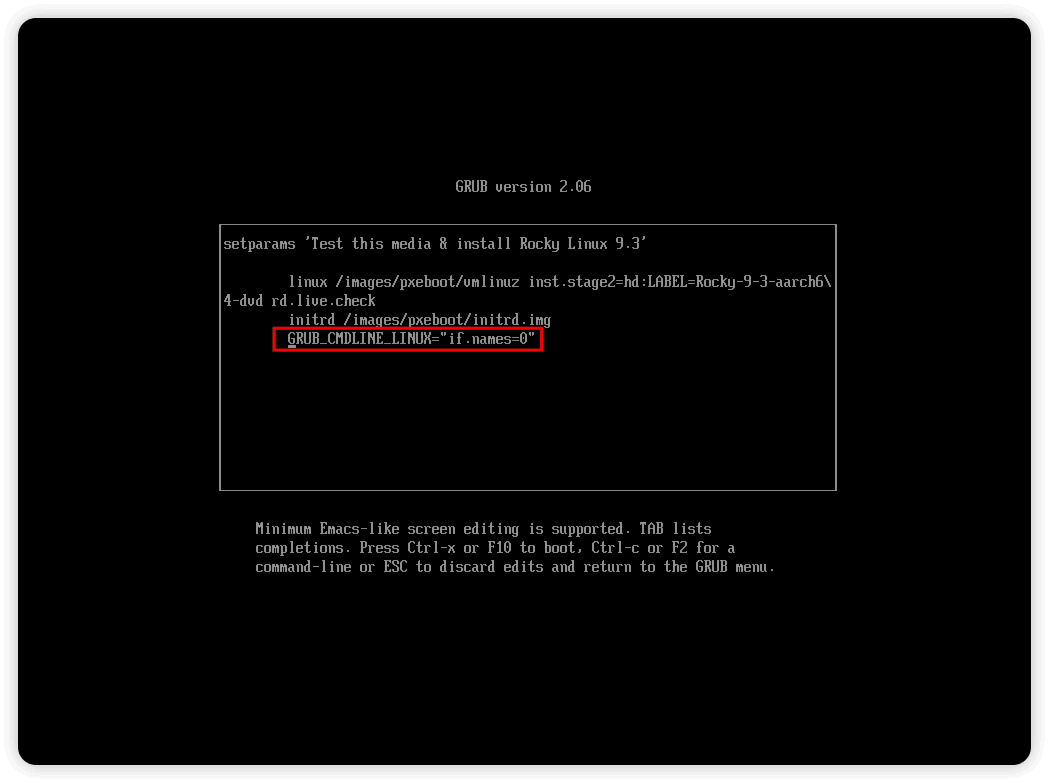 GRUB version 2.06
setparams 'Test this media & install Rocky Linux 9.3'
linux /images/pxeboot/vmlinuz inst.stage2=hd:LABEL=Rocky-9-3-aarch6\
4-dvd rd.live.check
initrd /images/pxeboot/initrd.img
GRUB_CMDLINE_LINUX="if.names=0"
Minimum Emacs-like screen editing is supported. TAB lists
completions. Press Ctrl-x or F10 to boot, Ctrl-c or F2 for a
command-line or ESC to discard edits and return to the GRUB menu.